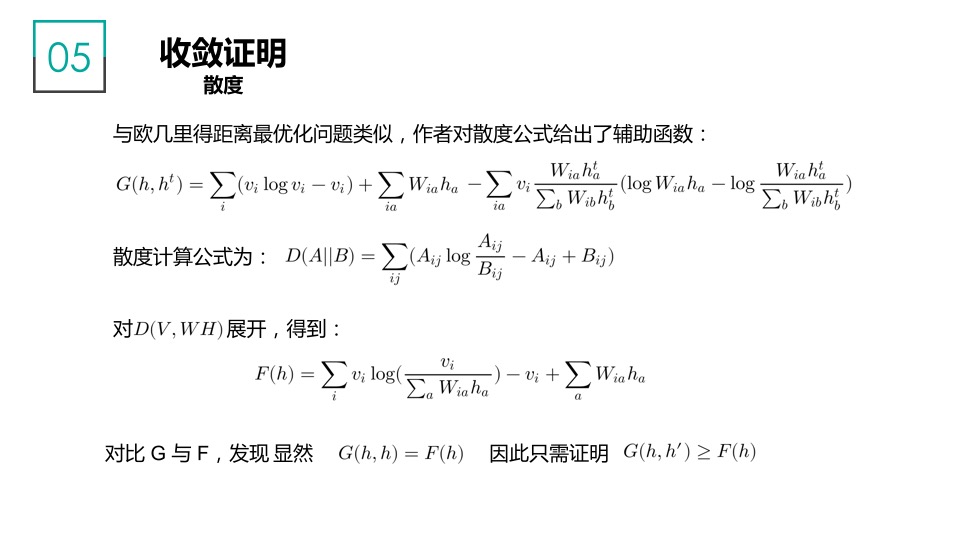 05
收敛证明
散度
与欧几里得距离最优化问题类似，作者对散度公式给出了辅助函数：
$G(h, h^t) = \sum_i (v_i \log v_i - v_i) + \sum_{ia} W_{ia} h_a - \sum_{ia} v_i \frac{W_{ia} h_a^t}{\sum_b W_{ib} h_b^t} (\log W_{ia} h_a - \log \frac{W_{ia} h_a^t}{\sum_b W_{ib} h_b^t})$
散度计算公式为： $D(A||B) = \sum_{ij} (A_{ij} \log \frac{A_{ij}}{B_{ij}} - A_{ij} + B_{ij})$
对$D(V, WH)$展开，得到：
$F(h) = \sum_i v_i \log(\frac{v_i}{\sum_a W_{ia} h_a}) - v_i + \sum_a W_{ia} h_a$
对比 G 与 F，发现 显然 $G(h, h) = F(h)$ 因此只需证明 $G(h, h') \geq F(h)$